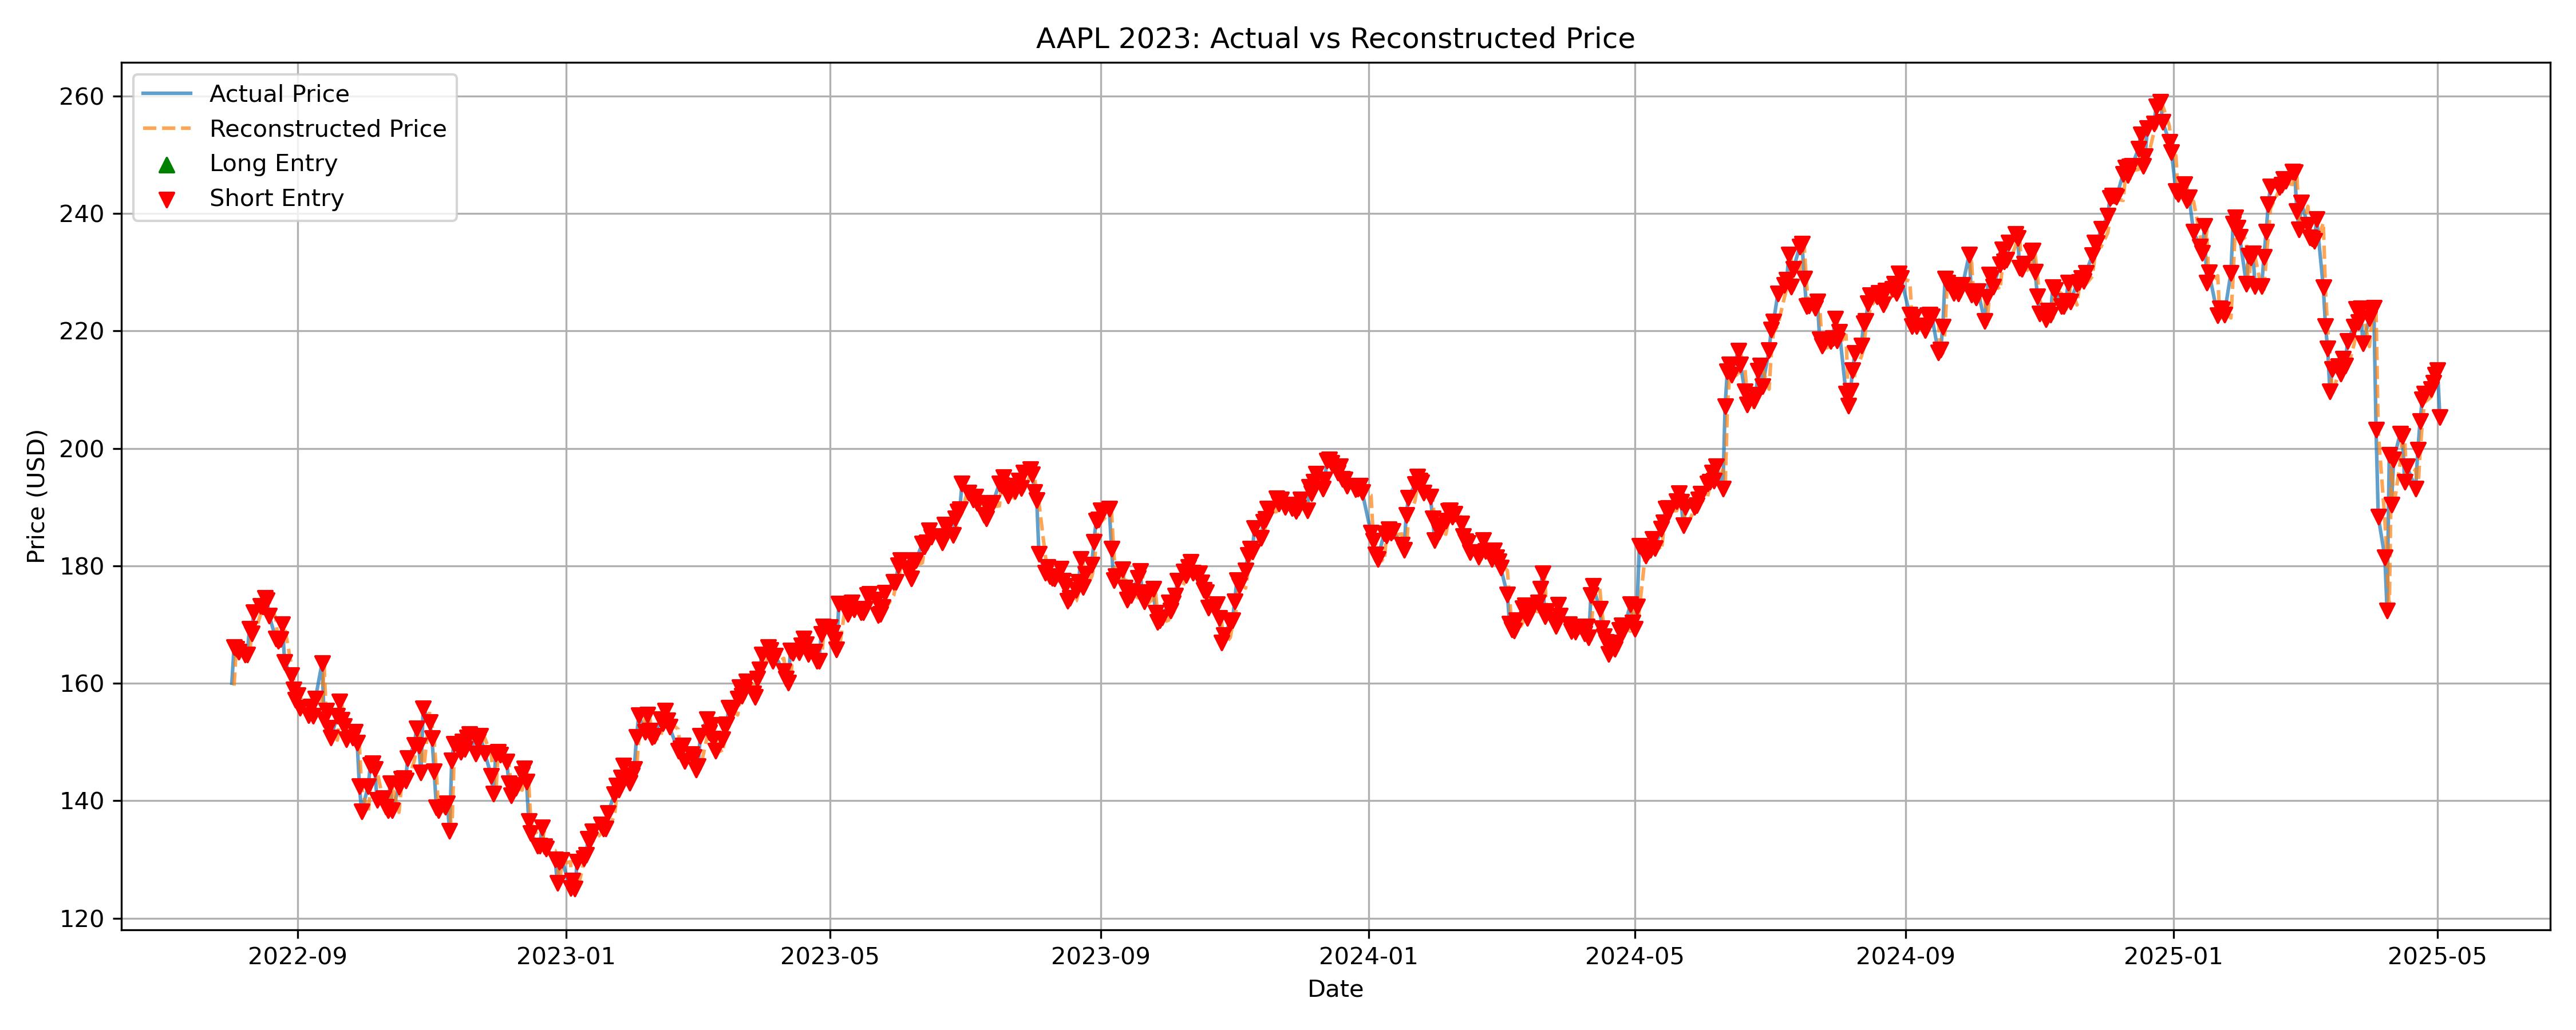 AAPL 2023: Actual vs Reconstructed Price
Actual Price
Reconstructed Price
Long Entry
Short Entry
Price (USD)
260
240
220
200
180
160
140
120
2022-09
2023-01
2023-05
2023-09
2024-01
2024-05
2024-09
2025-01
2025-05
Date